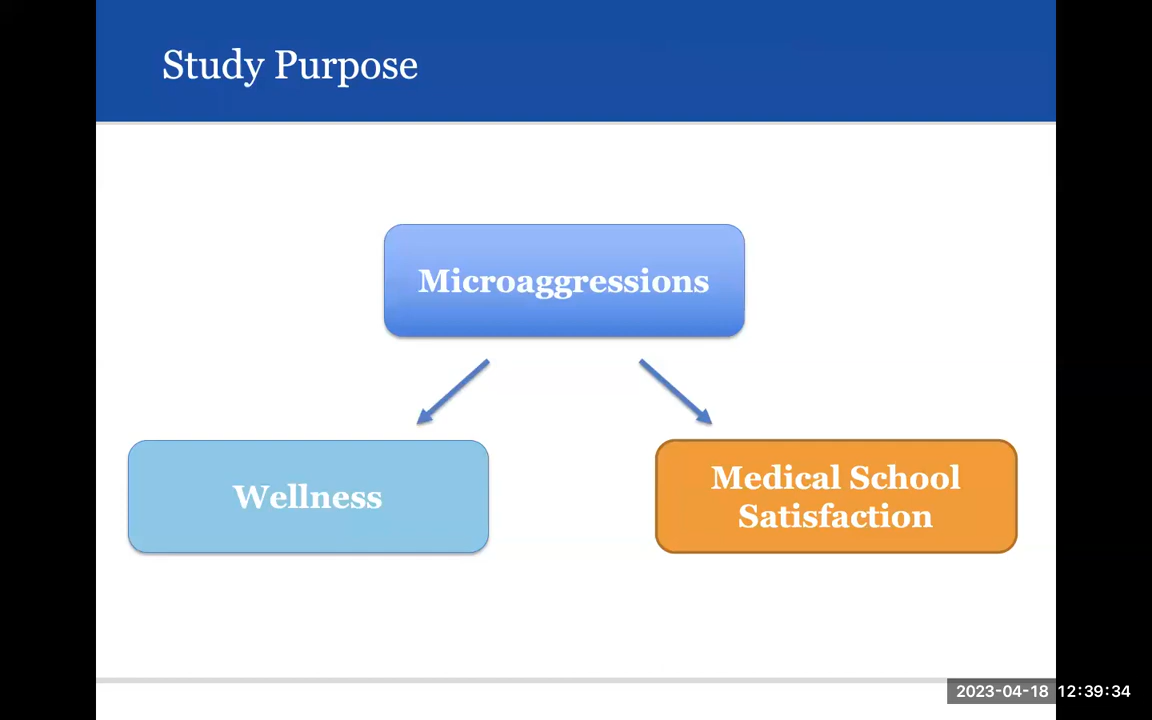 Study Purpose
Microaggressions
Wellness
Medical School
Satisfaction
2023-04-18 12:39:34